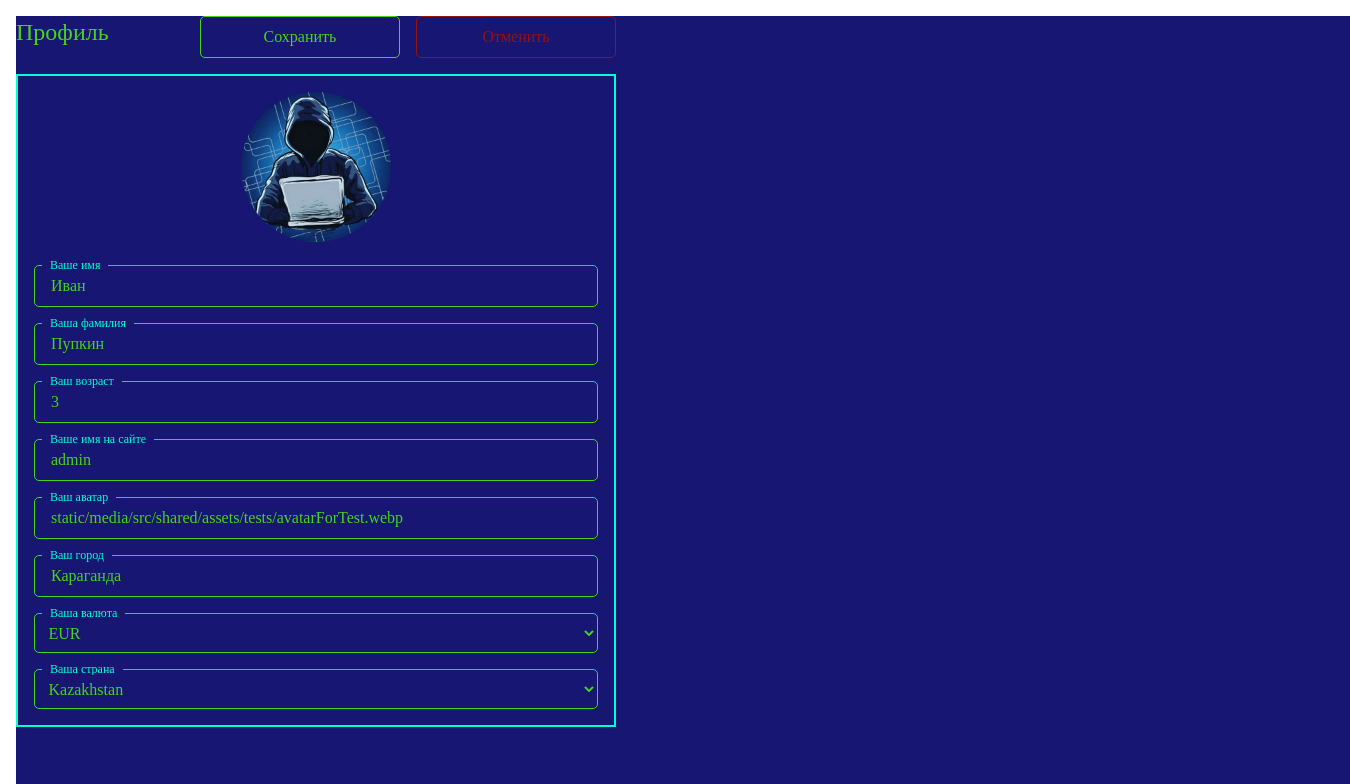 Профиль
Сохранить
Отменить
Ваше имя
Иван
Ваша фамилия
Пупкин
Ваш возраст
3
Ваше имя на сайте
admin
Ваш аватар
static/media/src/shared/assets/tests/avatarForTest.webp
Ваш город
Караганда
Ваша валюта
EUR
Ваша страна
Kazakhstan